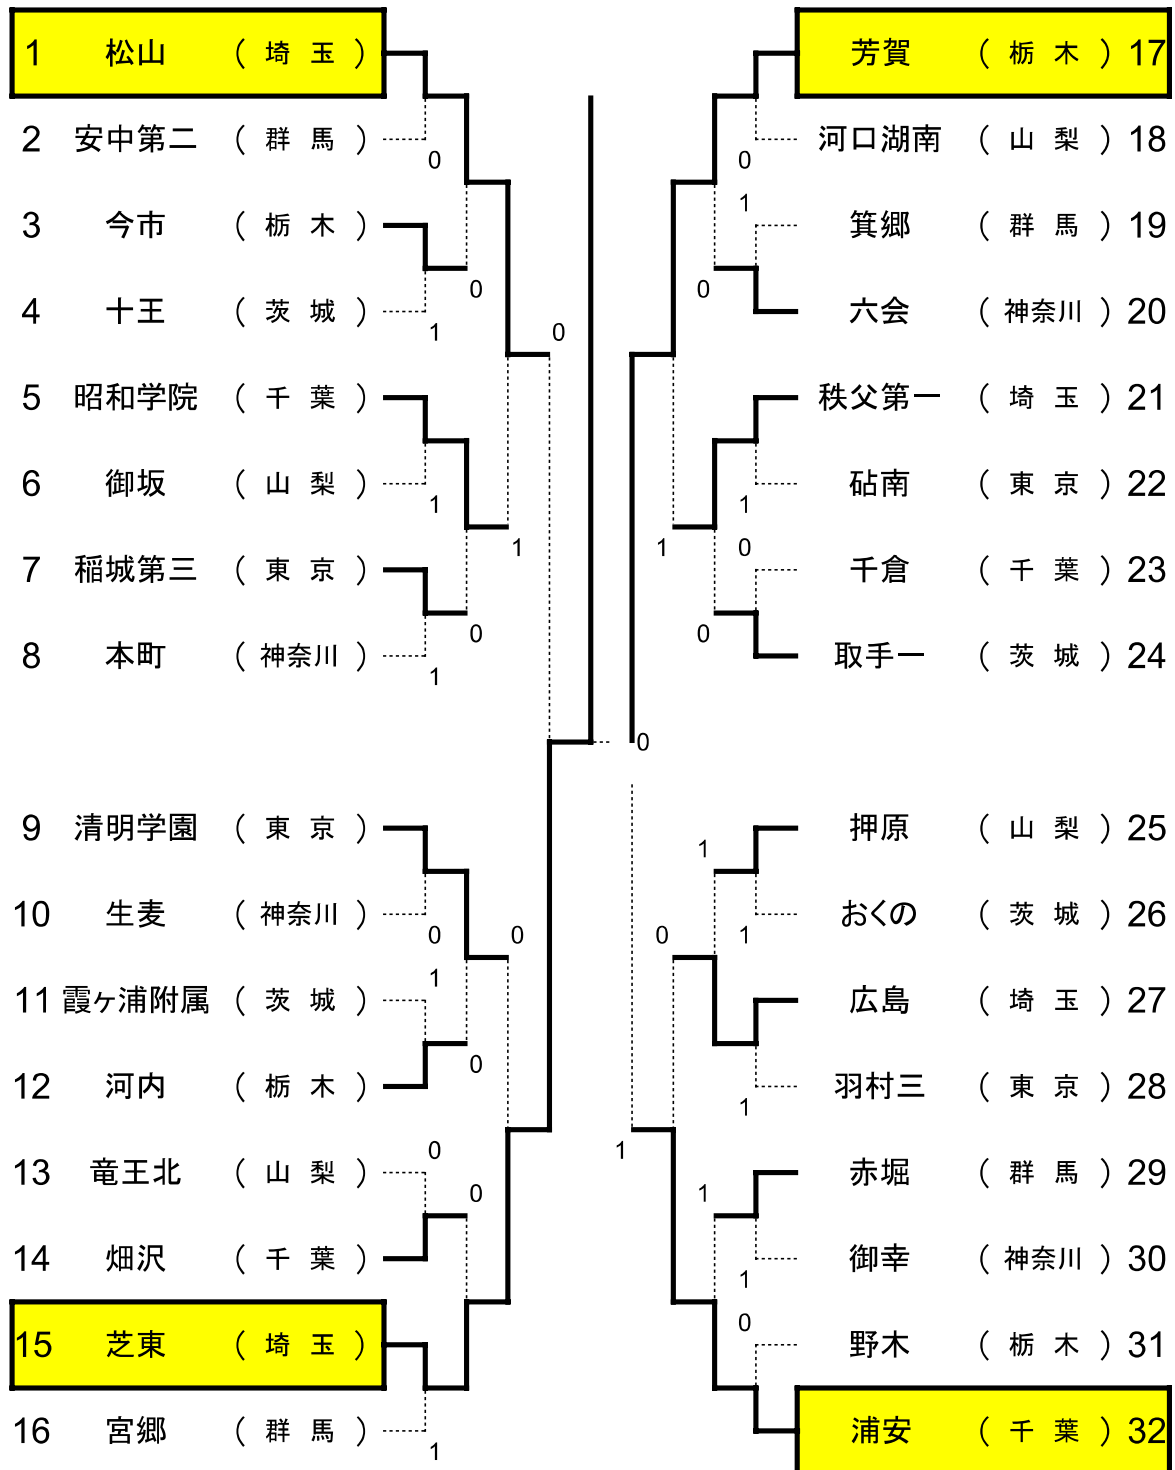 1 松山 ( 埼 玉 )
2 安中第二 ( 群 馬 )
0
3 今市 ( 栃 木 )
0
4 十王 ( 茨 城 )
1
0
5 昭和学院 ( 千 葉 )
6 御坂 ( 山 梨 )
1
1
7 稲城第三 ( 東 京 )
0
8 本町 ( 神奈川 )
1
9 清明学園 ( 東 京 )
10 生麦 ( 神奈川 )
0
0
1
11 霞ヶ浦附属 ( 茨 城 )
0
12 河内 ( 栃 木 )
0
13 竜王北 ( 山 梨 )
0
14 畑沢 ( 千 葉 )
15 芝東 ( 埼 玉 )
16 宮郷 ( 群 馬 )
1
0
芳賀 ( 栃 木 ) 17
河口湖南 ( 山 梨 ) 18
0
1
箕郷 ( 群 馬 ) 19
0
六会 ( 神奈川 ) 20
秩父第一 ( 埼 玉 ) 21
砧南 ( 東 京 ) 22
1
1
0
千倉 ( 千 葉 ) 23
0
取手一 ( 茨 城 ) 24
押原 ( 山 梨 ) 25
1
おくの ( 茨 城 ) 26
0
1
広島 ( 埼 玉 ) 27
羽村三 ( 東 京 ) 28
1
1
赤堀 ( 群 馬 ) 29
1
御幸 ( 神奈川 ) 30
1
0
野木 ( 栃 木 ) 31
浦安 ( 千 葉 ) 32